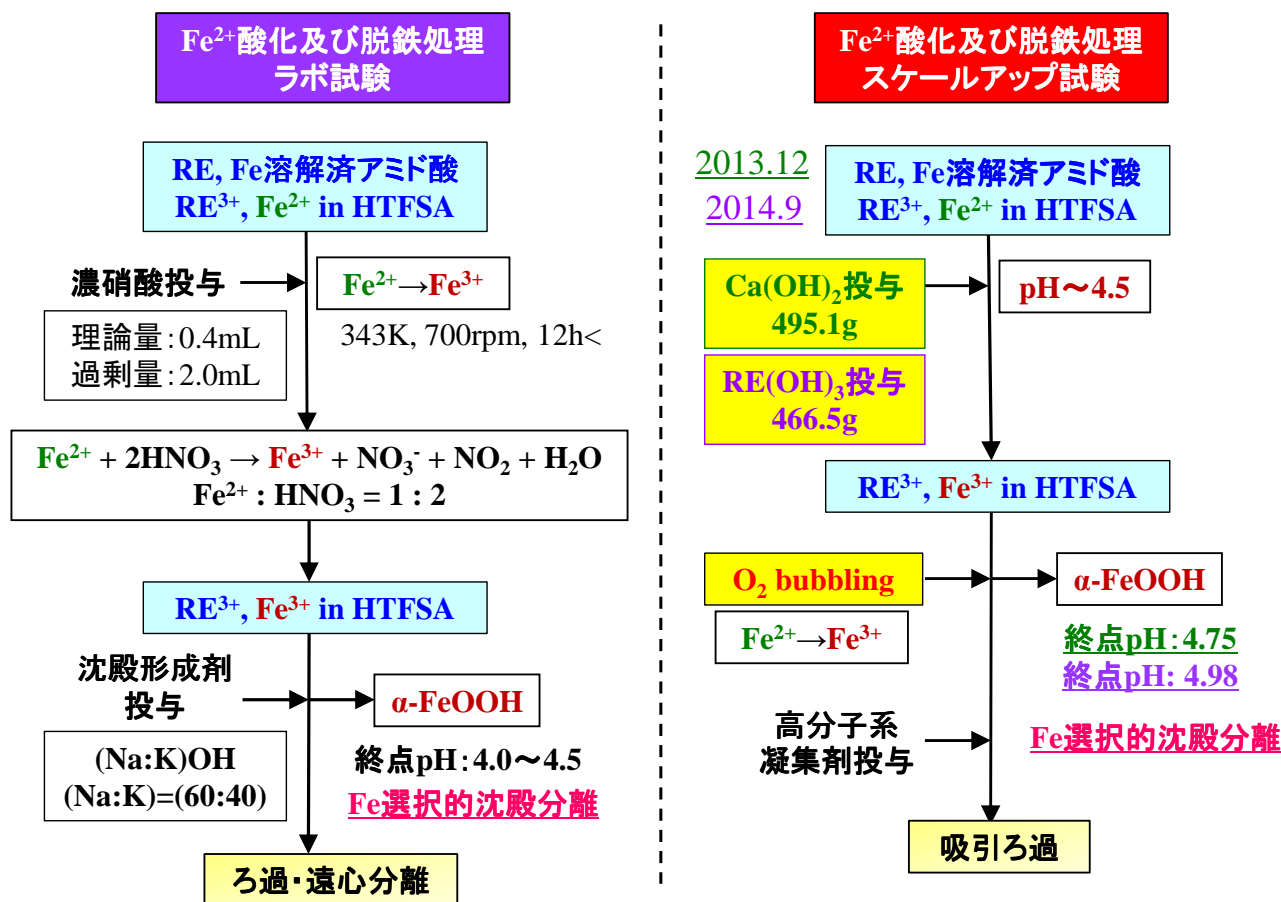 Fe²⁺酸化及び脱鉄処理
ラボ試験
RE, Fe溶解済アミド酸
RE³⁺, Fe²⁺ in HTFSA
濃硝酸投与
Fe²⁺→Fe³⁺
理論量：0.4mL
過剰量：2.0mL
343K, 700rpm, 12h<
Fe²⁺ + 2HNO₃ → Fe³⁺ + NO₃⁻ + NO₂ + H₂O
Fe²⁺ : HNO₃ = 1 : 2
RE³⁺, Fe³⁺ in HTFSA
沈殿形成剤
投与
α-FeOOH
(Na:K)OH
(Na:K)=(60:40)
終点pH：4.0～4.5
Fe選択的沈殿分離
ろ過・遠心分離
Fe²⁺酸化及び脱鉄処理
スケールアップ試験
2013.12
2014.9
RE, Fe溶解済アミド酸
RE³⁺, Fe²⁺ in HTFSA
Ca(OH)₂投与
495.1g
pH～4.5
RE(OH)₃投与
466.5g
RE³⁺, Fe³⁺ in HTFSA
O₂ bubbling
α-FeOOH
Fe²⁺→Fe³⁺
終点pH：4.75
終点pH: 4.98
高分子系
凝集剤投与
Fe選択的沈殿分離
吸引ろ過